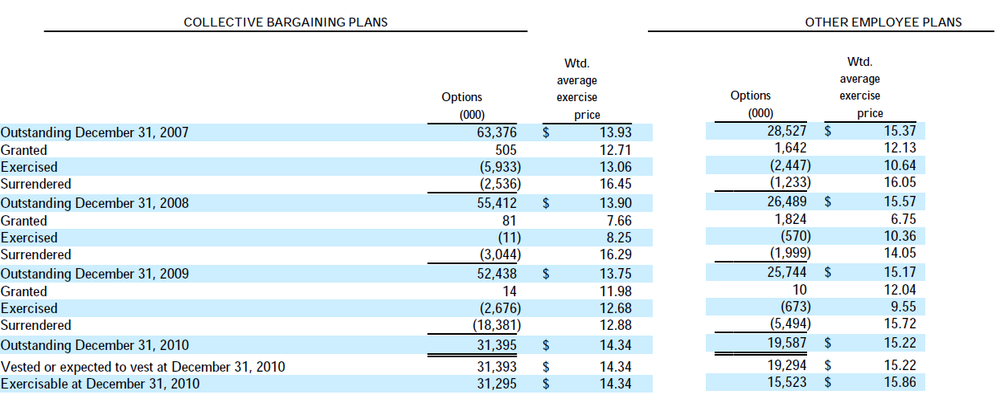 COLLECTIVE BARGAINING PLANS OTHER EMPLOYEE PLANS
Wtd. Wtd.
average average
Options exercise Options exercise
(000) price (000) price
Outstanding December 31, 2007 63,376 $ 13.93 28,527 $ 15.37
Granted 505 12.71 1,642 12.13
Exercised (5,933) 13.06 (2,447) 10.64
Surrendered (2,536) 16.45 (1,233) 16.05
Outstanding December 31, 2008 55,412 $ 13.90 26,489 $ 15.57
Granted 81 7.66 1,824 6.75
Exercised (11) 8.25 (570) 10.36
Surrendered (3,044) 16.29 (1,999) 14.05
Outstanding December 31, 2009 52,438 $ 13.75 25,744 $ 15.17
Granted 14 11.98 10 12.04
Exercised (2,676) 12.68 (673) 9.55
Surrendered (18,381) 12.88 (5,494) 15.72
Outstanding December 31, 2010 31,395 $ 14.34 19,587 $ 15.22
Vested or expected to vest at December 31, 2010 31,393 $ 14.34 19,294 $ 15.22
Exercisable at December 31, 2010 31,295 $ 14.34 15,523 $ 15.86